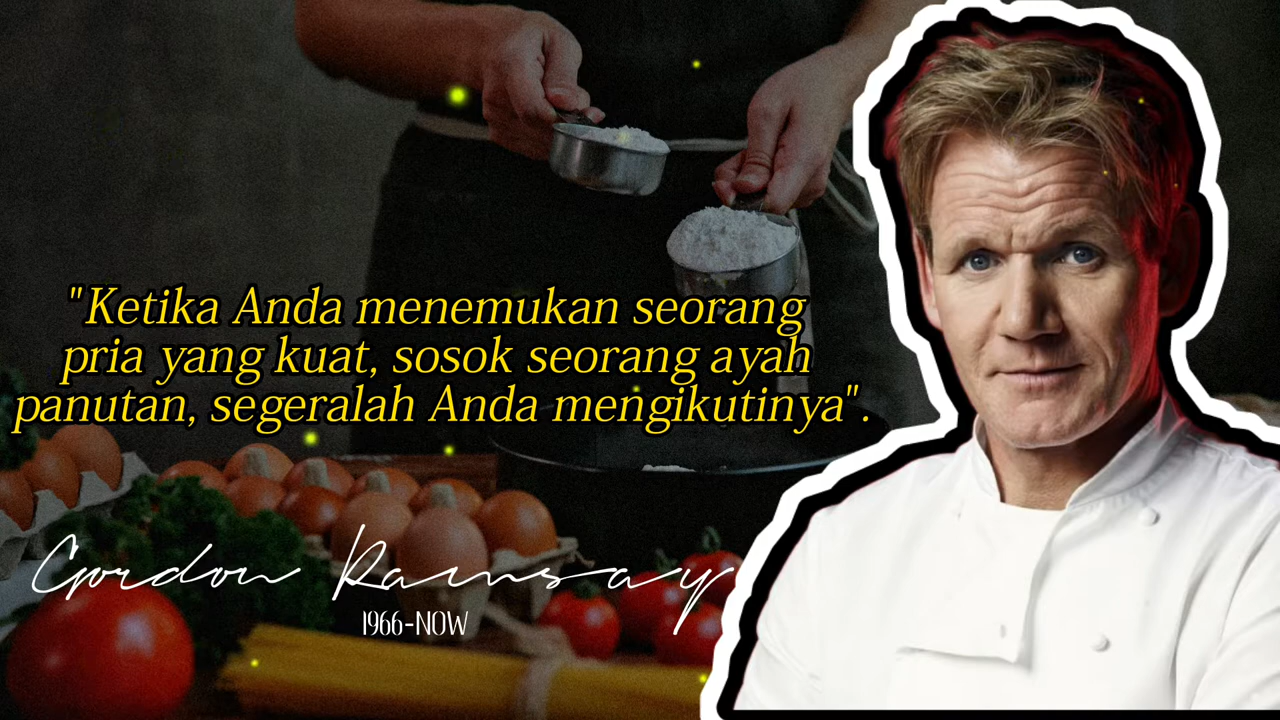 "Ketika Anda menemukan seorang
pria yang kuat, sosok seorang ayah
panutan, segeralah Anda mengikutinya".
Gordon Ramsay
1966-NOW